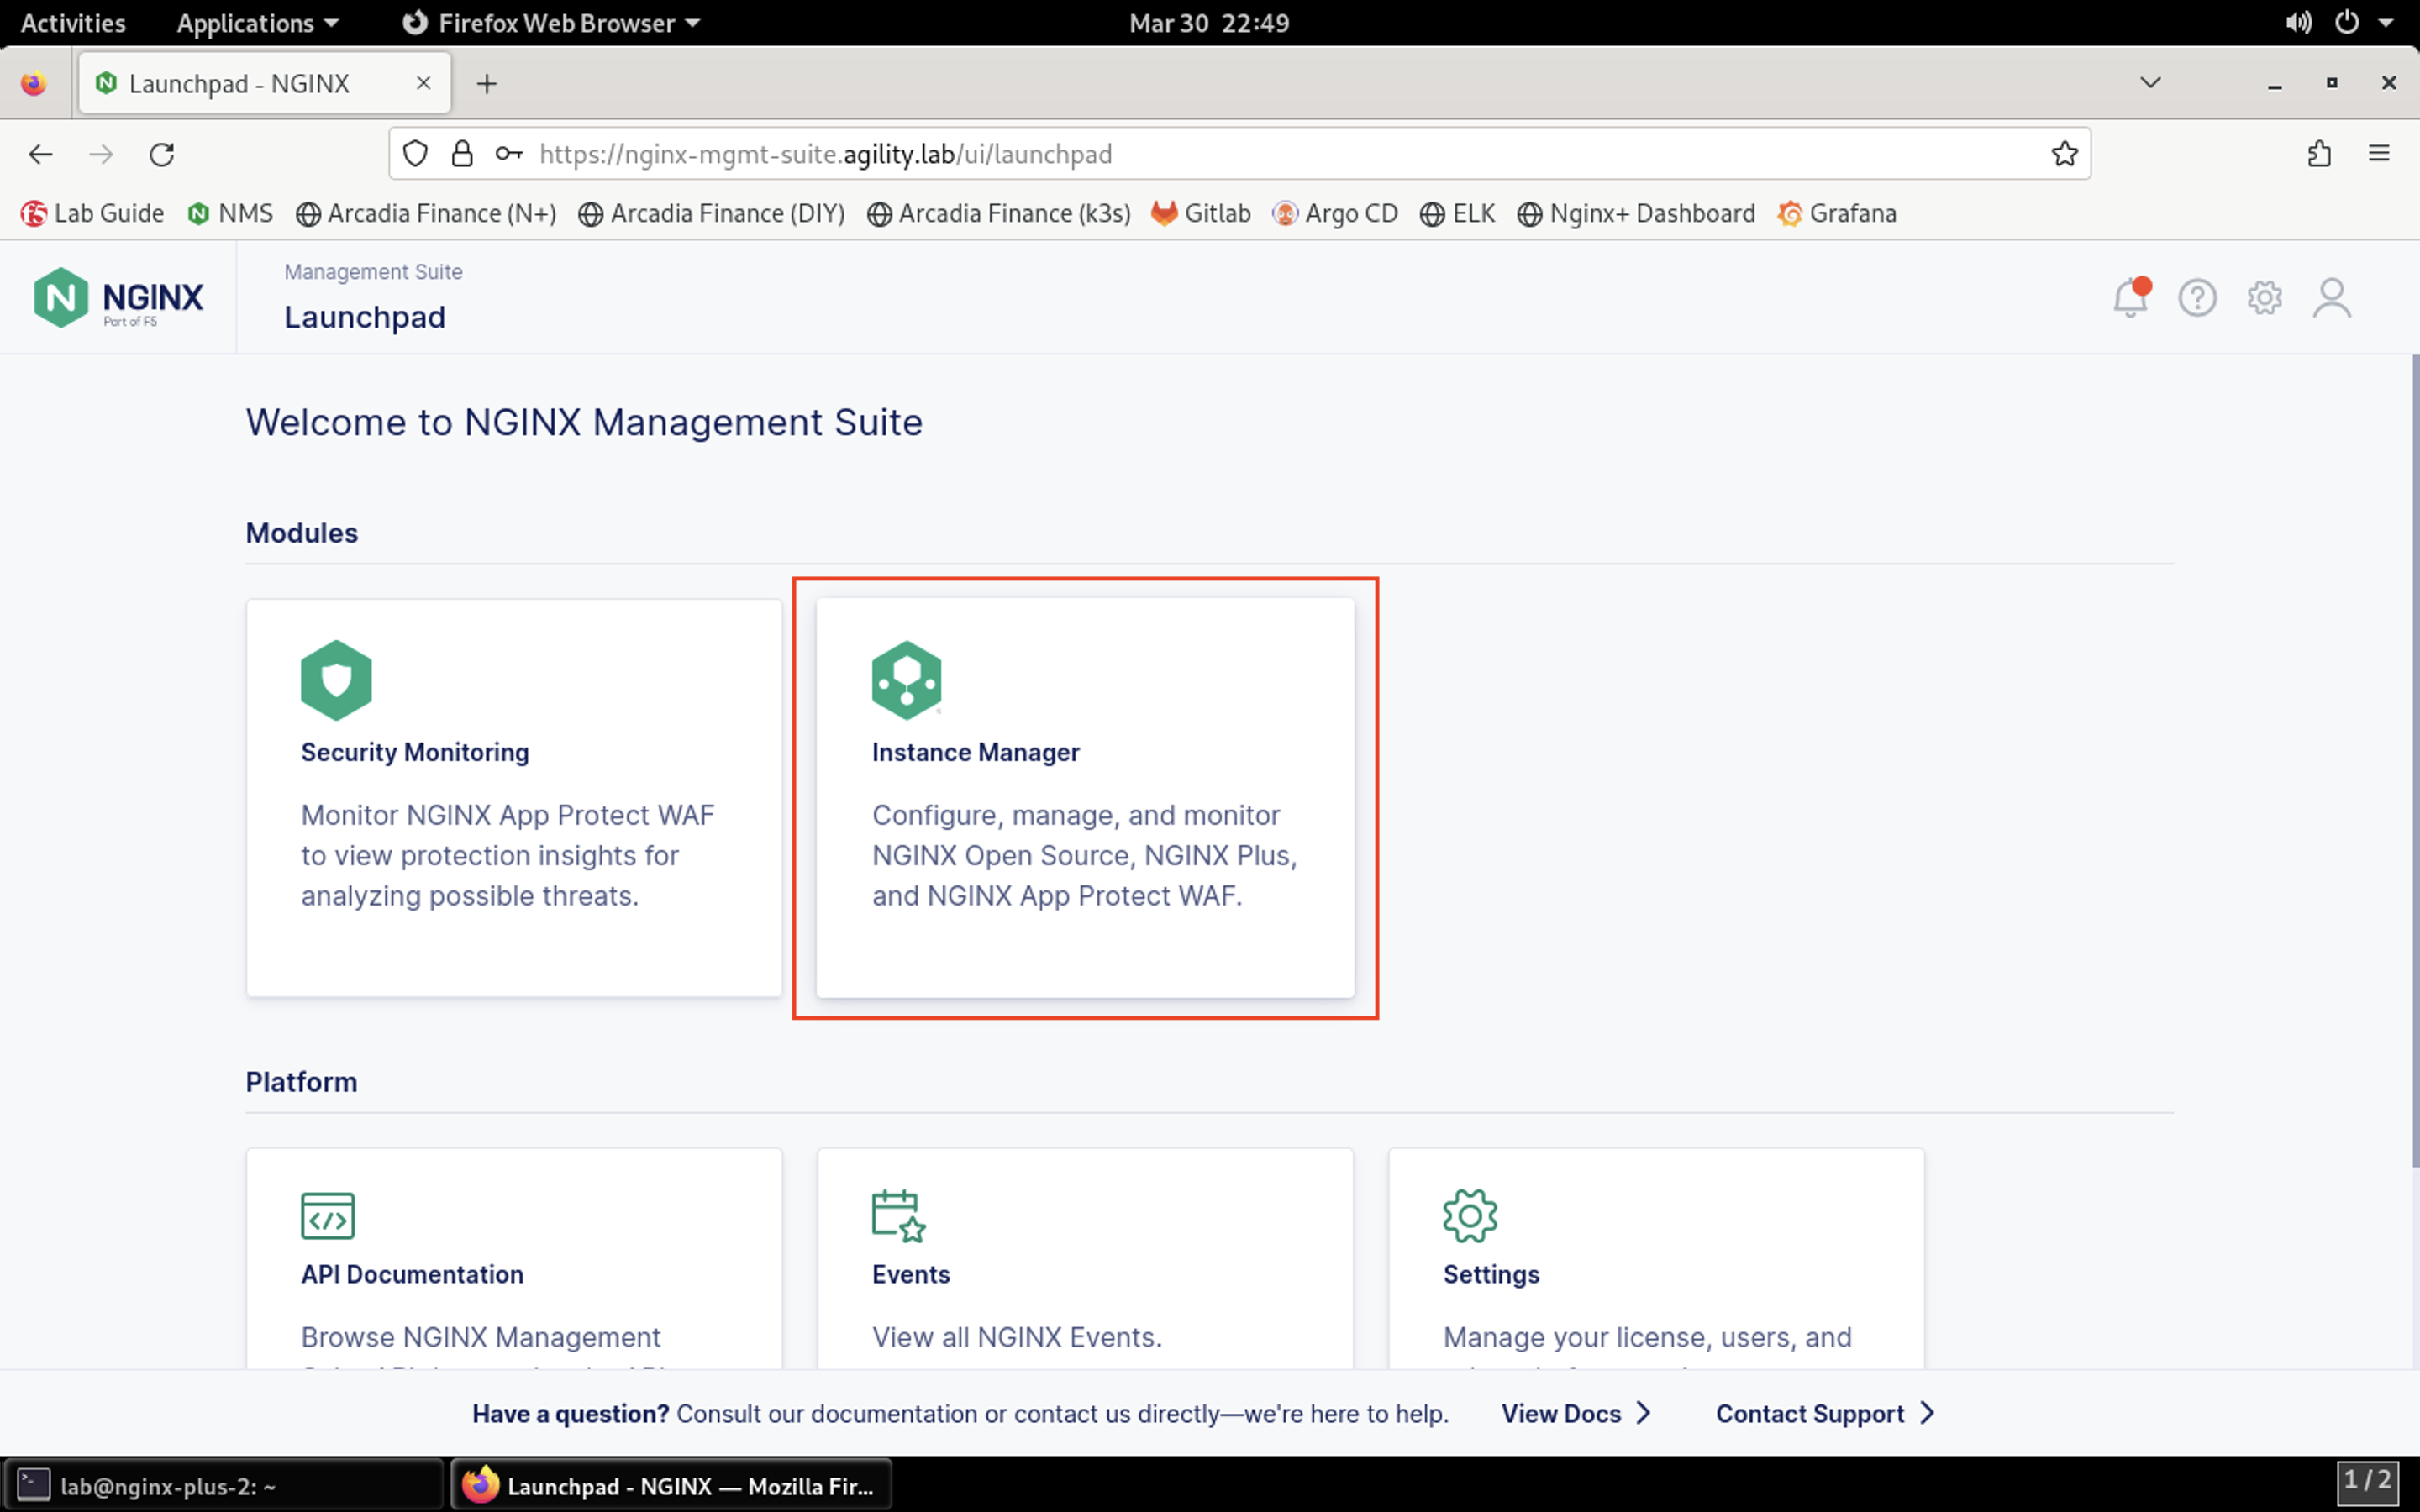 Activities Applications Firefox Web Browser Mar 30 22:49
Launchpad - NGINX
https://nginx-mgmt-suite.agility.lab/ui/launchpad
Lab Guide NMS Arcadia Finance (N+) Arcadia Finance (DIY) Arcadia Finance (k3s) Gitlab Argo CD ELK Nginx+ Dashboard Grafana
NGINX
Part of F5
Management Suite
Launchpad
Welcome to NGINX Management Suite
Modules
Security Monitoring
Monitor NGINX App Protect WAF
to view protection insights for
analyzing possible threats.
Instance Manager
Configure, manage, and monitor
NGINX Open Source, NGINX Plus,
and NGINX App Protect WAF.
Platform
API Documentation
Browse NGINX Management
Events
View all NGINX Events.
Settings
Manage your license, users, and
Have a question? Consult our documentation or contact us directly—we're here to help. View Docs Contact Support
lab@nginx-plus-2: ~ Launchpad - NGINX — Mozilla Fir... 1 / 2